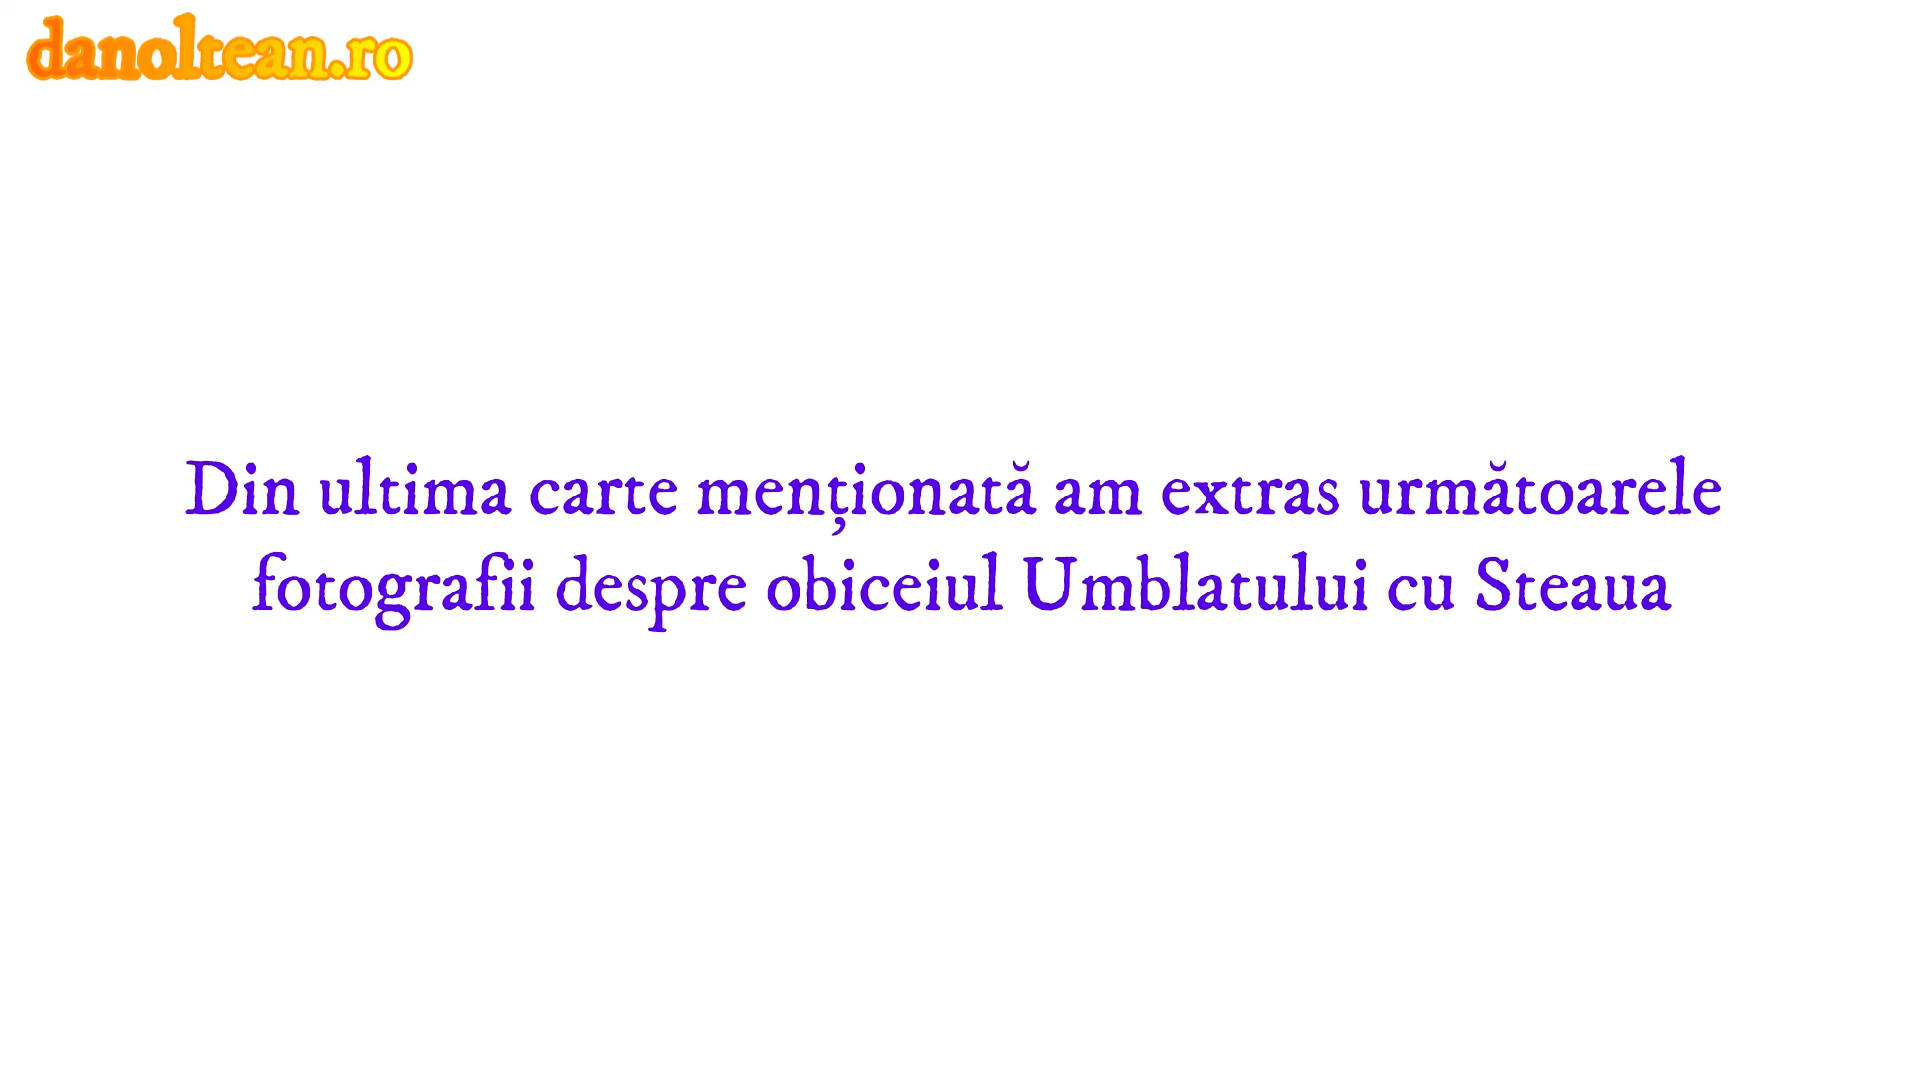 danoltean.ro
Din ultima carte menționată am extras următoarele
fotografii despre obiceiul Umblatului cu Steaua